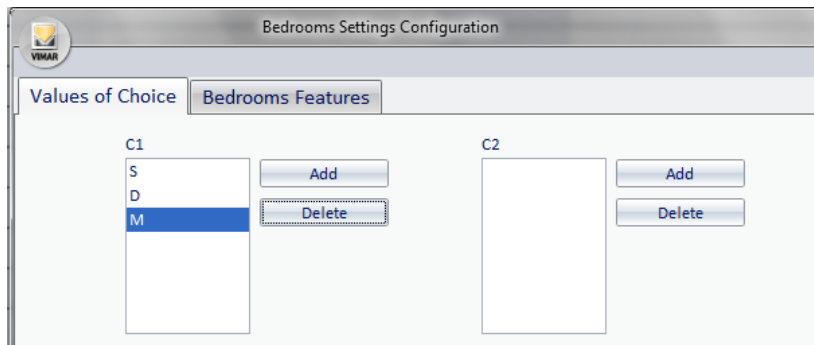 Bedrooms Settings Configuration
VIMAR
Values of Choice Bedrooms Features
C1 C2
S Add Add
D
M Delete Delete